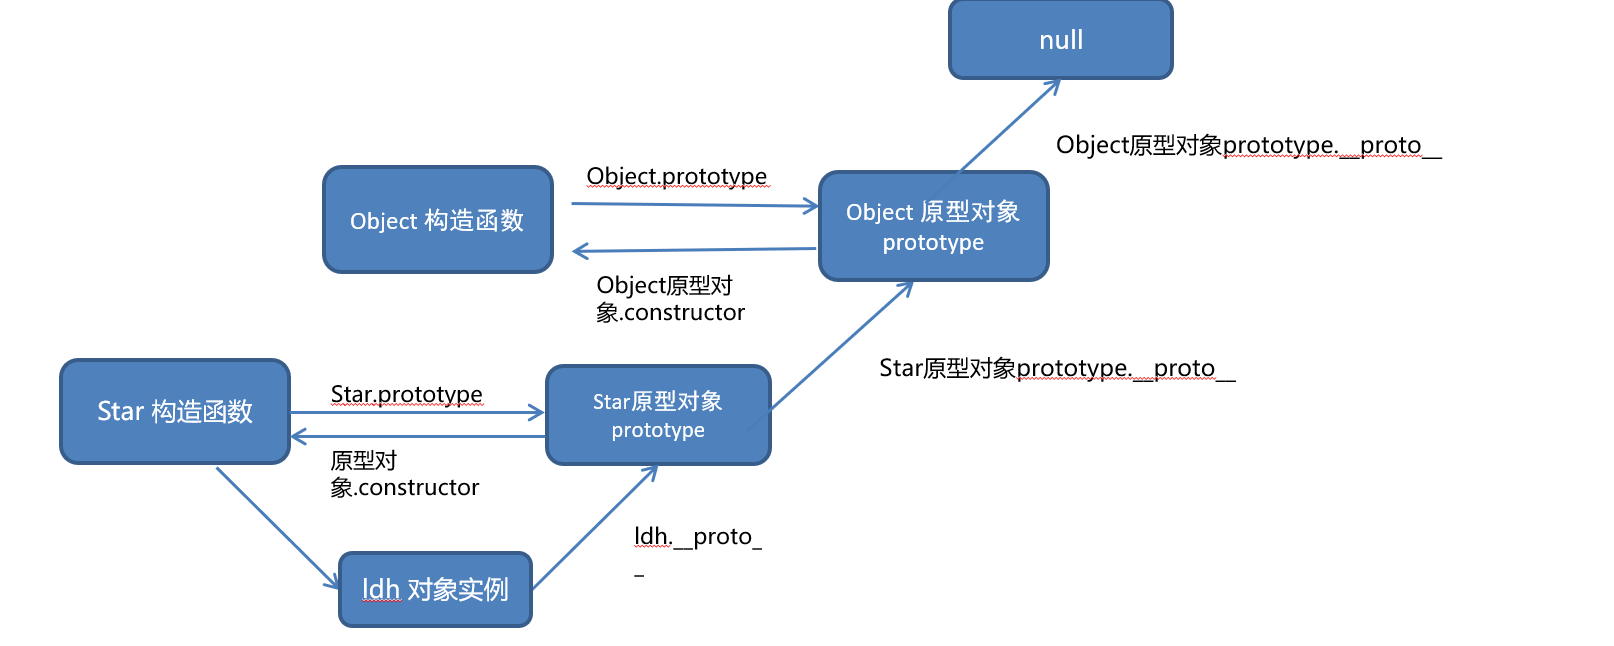 null
Object原型对象prototype.__proto__
Object.prototype
Object 构造函数
Object 原型对象
prototype
Object原型对
象.constructor
Star原型对象prototype.__proto__
Star 构造函数
Star.prototype
Star原型对象
prototype
原型对
象.constructor
ldh.__proto_
_
ldh 对象实例